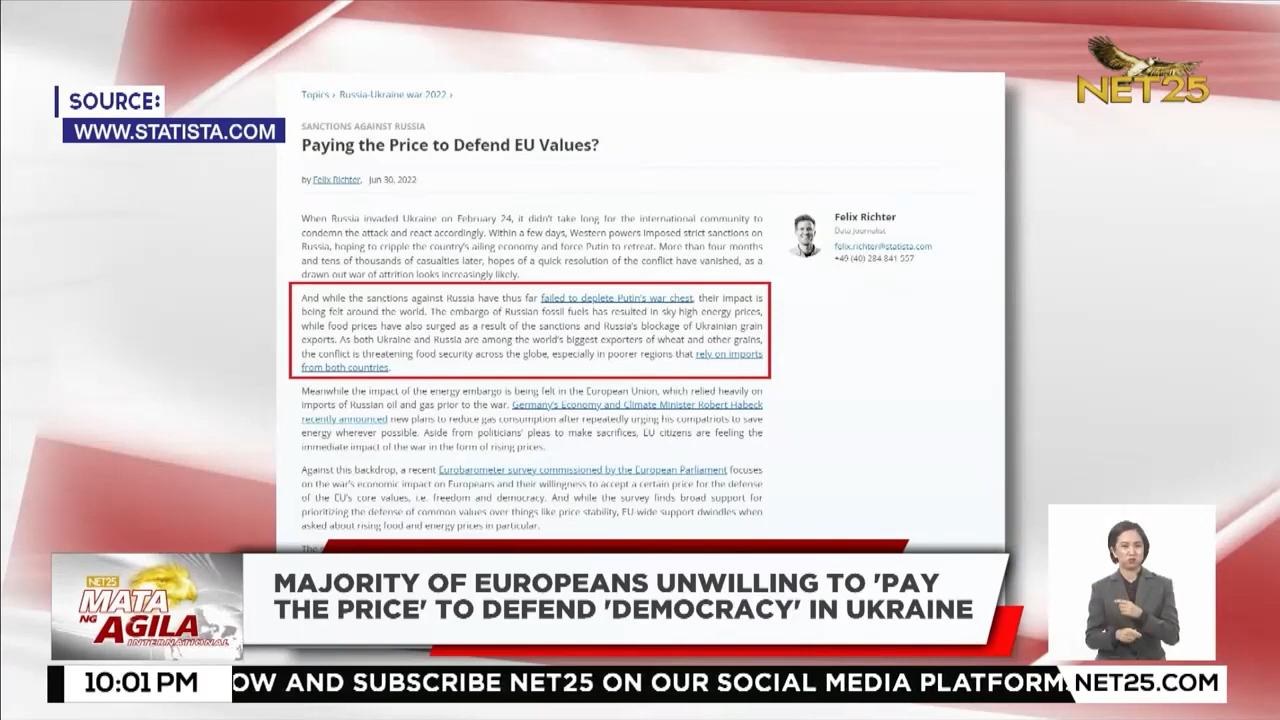 SOURCE:
WWW.STATISTA.COM
NET25
Topics › Russia-Ukraine war 2022 ›
SANCTIONS AGAINST RUSSIA
Paying the Price to Defend EU Values?
by Felix Richter, Jun 30, 2022
When Russia invaded Ukraine on February 24, it didn't take long for the international community to
condemn the attack and react accordingly. Within a few days, Western powers imposed strict sanctions on
Russia, hoping to cripple the country's ailing economy and force Putin to retreat. More than four months
and tens of thousands of casualties later, hopes of a quick resolution of the conflict have vanished, as a
drawn out war of attrition looks increasingly likely.
And while the sanctions against Russia have thus far failed to deplete Putin's war chest, their impact is
being felt around the world. The embargo of Russian fossil fuels has resulted in sky high energy prices,
while food prices have also surged as a result of the sanctions and Russia's blockage of Ukrainian grain
exports. As both Ukraine and Russia are among the world's biggest exporters of wheat and other grains,
the conflict is threatening food security across the globe, especially in poorer regions that rely on imports
from both countries.
Meanwhile the impact of the energy embargo is being felt in the European Union, which relied heavily on
imports of Russian oil and gas prior to the war. Germany's Economy and Climate Minister Robert Habeck
recently announced new plans to reduce gas consumption after repeatedly urging his compatriots to save
energy wherever possible. Aside from politicians' pleas to make sacrifices, EU citizens are feeling the
immediate impact of the war in the form of rising prices.
Against this backdrop, a recent Eurobarometer survey commissioned by the European Parliament focuses
on the war's economic impact on Europeans and their willingness to accept a certain price for the defense
of the EU's core values, i.e. freedom and democracy. And while the survey finds broad support for
prioritizing the defense of common values over things like price stability, EU-wide support dwindles when
asked about rising food and energy prices in particular.
The
Felix Richter
Data Journalist
felix.richter@statista.com
+49 (40) 284 841 557
NET25
MATA
NG AGILA
INTERNATIONAL
MAJORITY OF EUROPEANS UNWILLING TO 'PAY
THE PRICE' TO DEFEND 'DEMOCRACY' IN UKRAINE
10:01 PM
OW AND SUBSCRIBE NET25 ON OUR SOCIAL MEDIA PLATFORM
NET25.COM